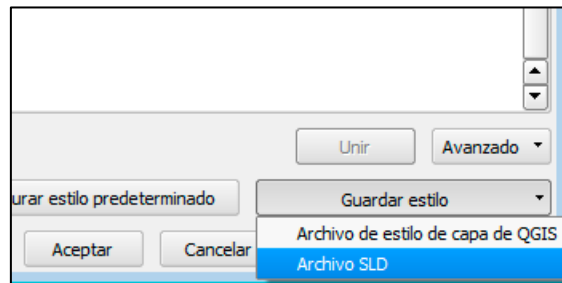 Unir Avanzado
urar estilo predeterminado Guardar estilo
Archivo de estilo de capa de QGIS
Aceptar Cancelar
Archivo SLD